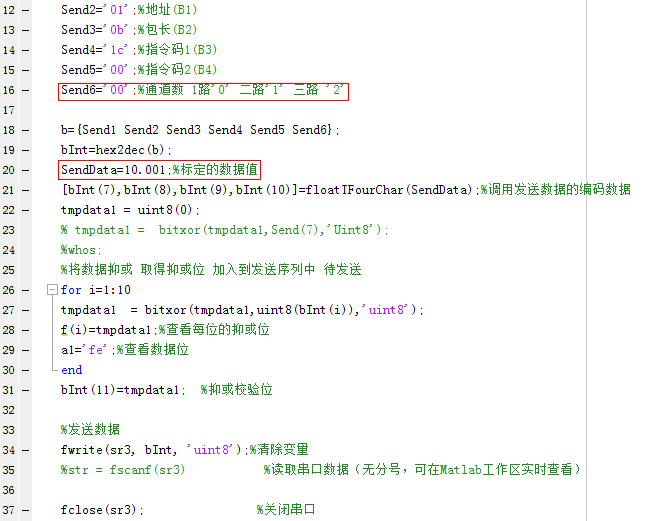 12 — Send2='01';%地址(B1)
13 — Send3='0b';%包长(B2)
14 — Send4='1c';%指令码1(B3)
15 — Send5='00';%指令码2(B4)
16 — Send6='00';%通道数 1路'0' 二路'1' 三路 '2'
17
18 — b={Send1 Send2 Send3 Send4 Send5 Send6};
19 — bInt=hex2dec(b);
20 — SendData=10.001;%标定的数据值
21 — [bInt(7),bInt(8),bInt(9),bInt(10)]=floatTFourChar(SendData);%调用发送数据的编码数据
22 — tmpdata1 = uint8(0);
23 % tmpdata1 = bitxor(tmpdata1,Send(7),'Uint8');
24 %whos;
25 %将数据抑或 取得抑或位 加入到发送序列中 待发送
26 — for i=1:10
27 — tmpdata1 = bitxor(tmpdata1,uint8(bInt(i)),'uint8');
28 — f(i)=tmpdata1;%查看每位的抑或位
29 — a1='fe';%查看数据位
30 — end
31 — bInt(11)=tmpdata1; %抑或校验位
32
33 %发送数据
34 — fwrite(sr3, bInt, 'uint8');%清除变量
35 %str = fscanf(sr3) %读取串口数据（无分号，可在Matlab工作区实时查看）
36
37 — fclose(sr3); %关闭串口